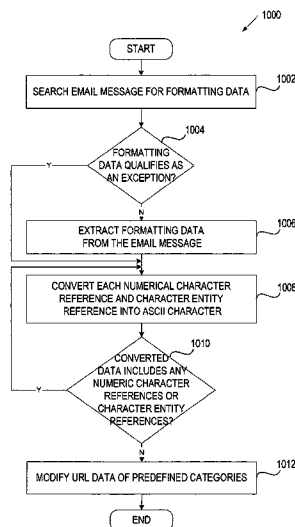 1000
START
1002
SEARCH EMAIL MESSAGE FOR FORMATTING DATA
1004
FORMATTING
DATA QUALIFIES AS
AN EXCEPTION?
Y
N
1006
EXTRACT FORMATTING DATA
FROM THE EMAIL MESSAGE
1008
CONVERT EACH NUMERICAL CHARACTER
REFERENCE AND CHARACTER ENTITY
REFERENCE INTO ASCII CHARACTER
1010
CONVERTED
DATA INCLUDES ANY
NUMERIC CHARACTER
REFERENCES OR
CHARACTER ENTITY
REFERENCES?
Y
N
1012
MODIFY URL DATA OF PREDEFINED CATEGORIES
END